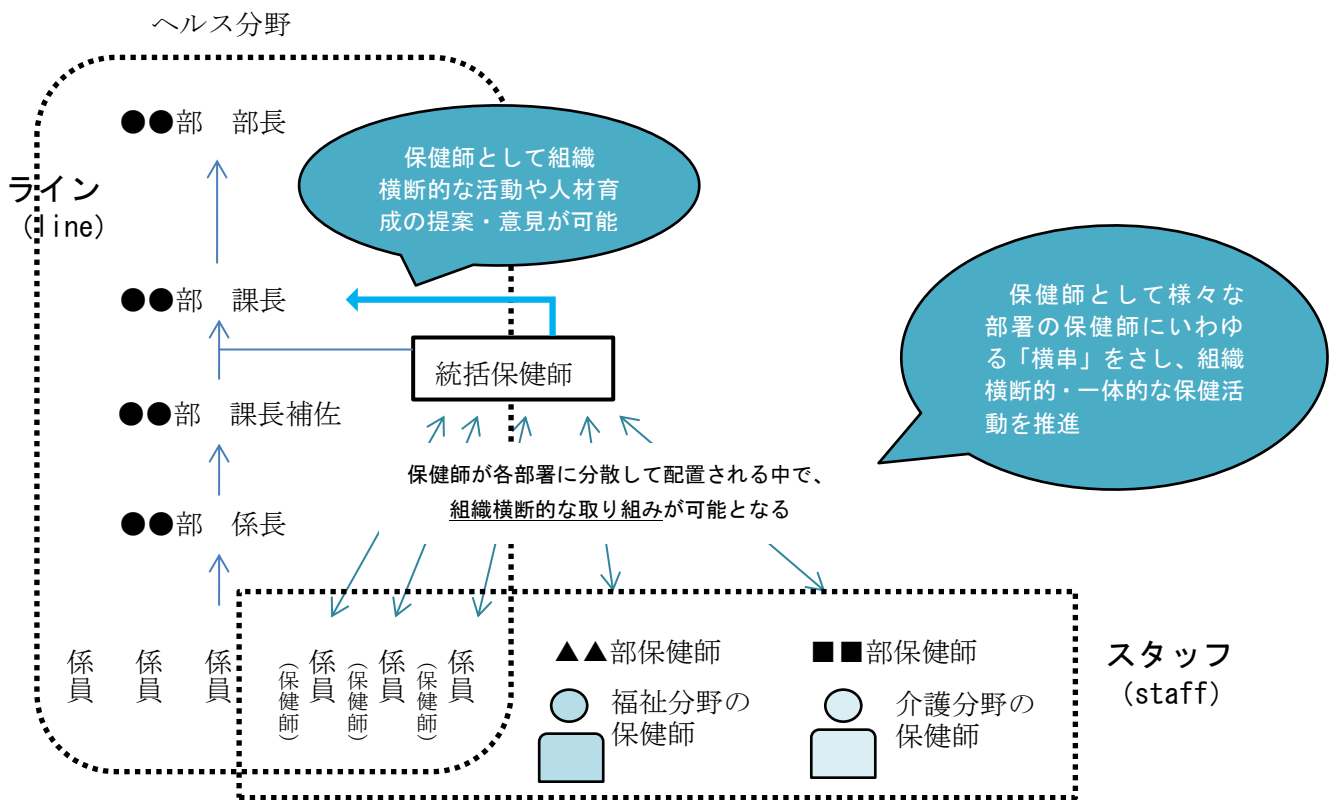 ヘルス分野
●●部　部長
ライン
(line)
保健師として組織
横断的な活動や人材育
成の提案・意見が可能
●●部　課長
保健師として様々な
部署の保健師にいわゆ
る「横串」をさし、組織
横断的・一体的な保健活
動を推進
統括保健師
●●部　課長補佐
保健師が各部署に分散して配置される中で、
組織横断的な取り組みが可能となる
●●部　係長
係員
係員
係員
係員
(保健師)
係員
(保健師)
係員
(保健師)
▲▲部保健師
福祉分野の
保健師
■■部保健師
介護分野の
保健師
スタッフ
(staff)